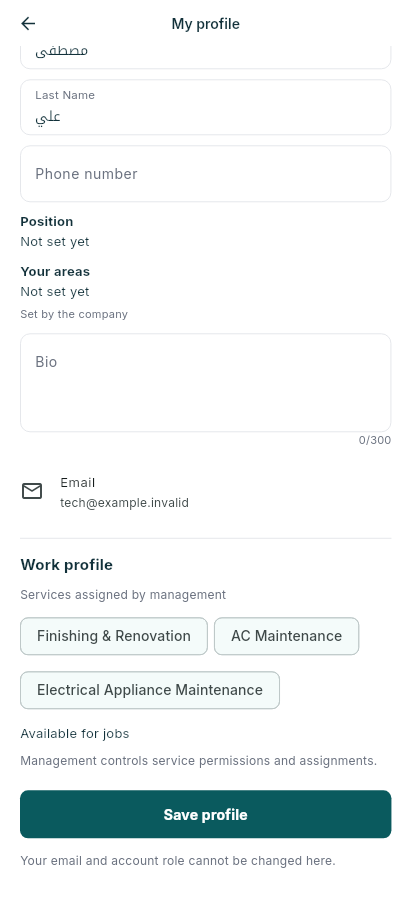 My profile
مصطفى
Last Name
علي
Phone number
Position
Not set yet
Your areas
Not set yet
Set by the company
Bio
0/300
Email
tech@example.invalid
Work profile
Services assigned by management
Finishing & Renovation
AC Maintenance
Electrical Appliance Maintenance
Available for jobs
Management controls service permissions and assignments.
Save profile
Your email and account role cannot be changed here.